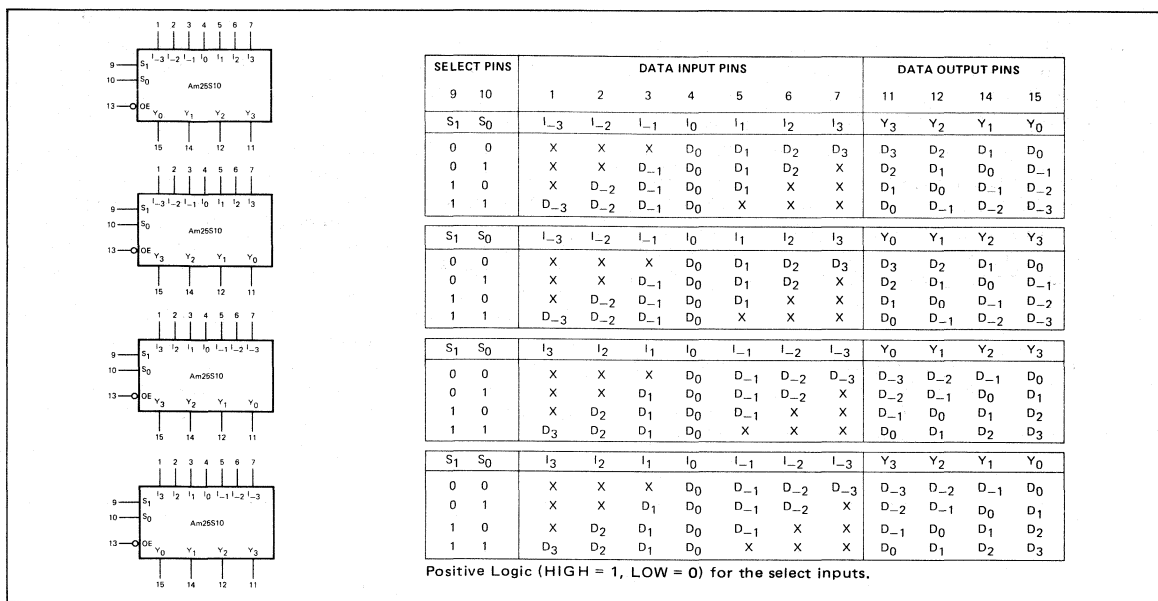 1 2 3 4 5 6 7
I₋₃ I₋₂ I₋₁ I₀ I₁ I₂ I₃
9 S₁
10 S₀
Am25S10
13 OE
Y₀ Y₁ Y₂ Y₃
15 14 12 11
1 2 3 4 5 6 7
I₋₃ I₋₂ I₋₁ I₀ I₁ I₂ I₃
9 S₁
10 S₀
Am25S10
13 OE
Y₃ Y₂ Y₁ Y₀
15 14 12 11
1 2 3 4 5 6 7
I₃ I₂ I₁ I₀ I₋₁ I₋₂ I₋₃
9 S₁
10 S₀
Am25S10
13 OE
Y₃ Y₂ Y₁ Y₀
15 14 12 11
1 2 3 4 5 6 7
I₃ I₂ I₁ I₀ I₋₁ I₋₂ I₋₃
9 S₁
10 S₀
Am25S10
13 OE
Y₀ Y₁ Y₂ Y₃
15 14 12 11
SELECT PINS DATA INPUT PINS DATA OUTPUT PINS
9 10 1 2 3 4 5 6 7 11 12 14 15
S₁ S₀ I₋₃ I₋₂ I₋₁ I₀ I₁ I₂ I₃ Y₃ Y₂ Y₁ Y₀
0 0 X X X D₀ D₁ D₂ D₃ D₃ D₂ D₁ D₀
0 1 X X D₋₁ D₀ D₁ D₂ X D₂ D₁ D₀ D₋₁
1 0 X D₋₂ D₋₁ D₀ D₁ X X D₁ D₀ D₋₁ D₋₂
1 1 D₋₃ D₋₂ D₋₁ D₀ X X X D₀ D₋₁ D₋₂ D₋₃
S₁ S₀ I₋₃ I₋₂ I₋₁ I₀ I₁ I₂ I₃ Y₀ Y₁ Y₂ Y₃
0 0 X X X D₀ D₁ D₂ D₃ D₃ D₂ D₁ D₀
0 1 X X D₋₁ D₀ D₁ D₂ X D₂ D₁ D₀ D₋₁
1 0 X D₋₂ D₋₁ D₀ D₁ X X D₁ D₀ D₋₁ D₋₂
1 1 D₋₃ D₋₂ D₋₁ D₀ X X X D₀ D₋₁ D₋₂ D₋₃
S₁ S₀ I₃ I₂ I₁ I₀ I₋₁ I₋₂ I₋₃ Y₀ Y₁ Y₂ Y₃
0 0 X X X D₀ D₋₁ D₋₂ D₋₃ D₋₃ D₋₂ D₋₁ D₀
0 1 X X D₁ D₀ D₋₁ D₋₂ X D₋₂ D₋₁ D₀ D₁
1 0 X D₂ D₁ D₀ D₋₁ X X D₋₁ D₀ D₁ D₂
1 1 D₃ D₂ D₁ D₀ X X X D₀ D₁ D₂ D₃
S₁ S₀ I₃ I₂ I₁ I₀ I₋₁ I₋₂ I₋₃ Y₃ Y₂ Y₁ Y₀
0 0 X X X D₀ D₋₁ D₋₂ D₋₃ D₋₃ D₋₂ D₋₁ D₀
0 1 X X D₁ D₀ D₋₁ D₋₂ X D₋₂ D₋₁ D₀ D₁
1 0 X D₂ D₁ D₀ D₋₁ X X D₋₁ D₀ D₁ D₂
1 1 D₃ D₂ D₁ D₀ X X X D₀ D₁ D₂ D₃
Positive Logic (HIGH = 1, LOW = 0) for the select inputs.